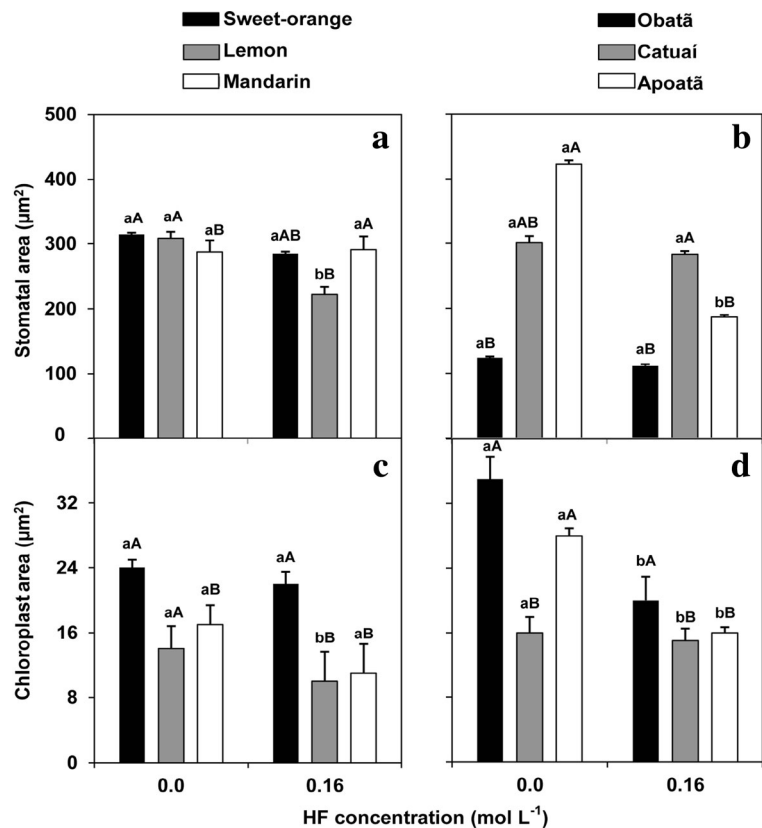 Sweet-orange
Lemon
Mandarin
Obatã
Catuaí
Apoatã
Stomatal area (µm²)
500
400
300
200
100
0
a
aA
aA
aB
aAB
bB
aA
b
aB
aAB
aA
aB
aA
bB
Chloroplast area (µm²)
32
24
16
8
0
c
aA
aA
aB
aA
bB
aB
d
aA
aB
aA
bA
bB
bB
0.0
0.16
0.0
0.16
HF concentration (mol L⁻¹)